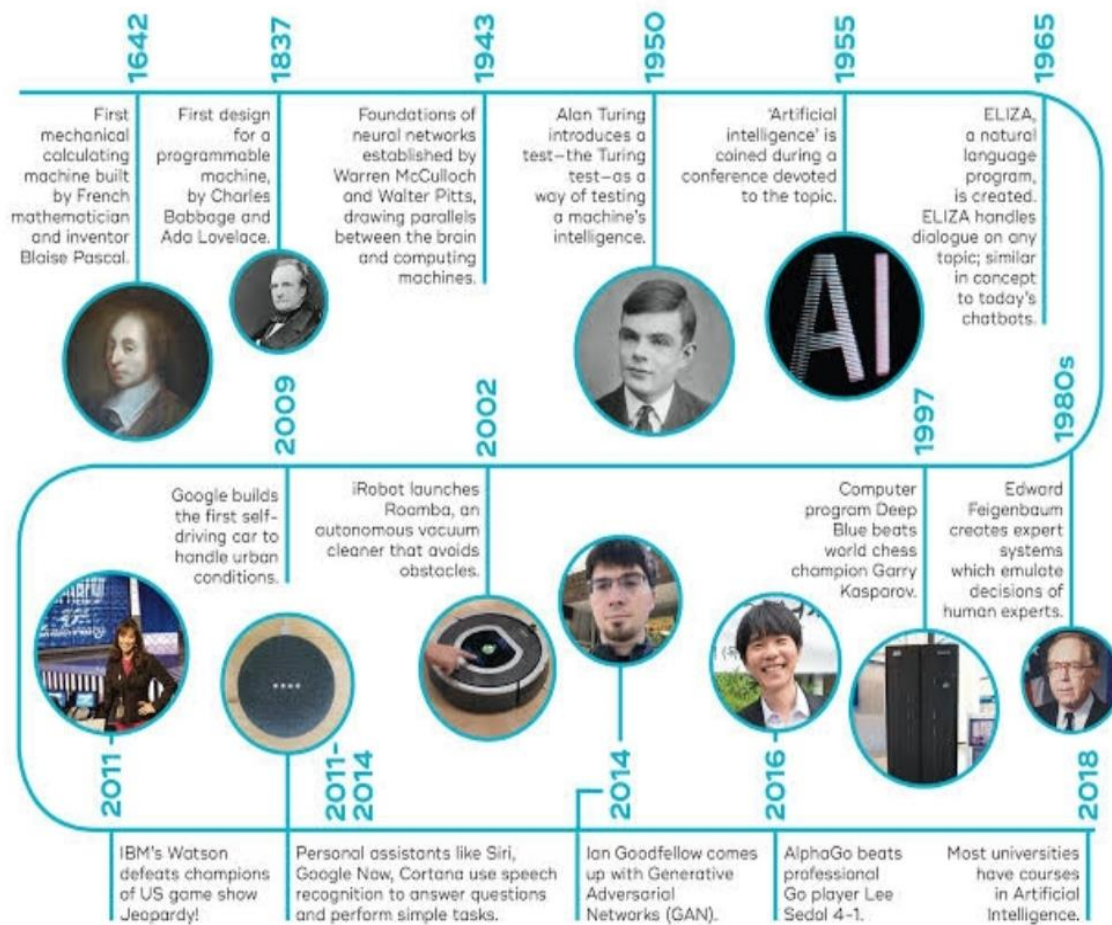 1642
First
mechanical
calculating
machine built
by French
mathematician
and inventor
Blaise Pascal.
1837
First design
for a
programmable
machine,
by Charles
Babbage and
Ada Lovelace.
1943
Foundations of
neural networks
established by
Warren McCulloch
and Walter Pitts,
drawing parallels
between the brain
and computing
machines.
1950
Alan Turing
introduces a
test—the Turing
test—as a
way of testing
a machine's
intelligence.
1955
'Artificial
intelligence' is
coined during a
conference devoted
to the topic.
AI
1965
ELIZA,
a natural
language
program,
is created.
ELIZA handles
dialogue on any
topic; similar
in concept
to today's
chatbots.
1980s
Edward
Feigenbaum
creates expert
systems
which emulate
decisions of
human experts.
1997
Computer
program Deep
Blue beats
world chess
champion Garry
Kasparov.
2002
iRobot launches
Roomba, an
autonomous vacuum
cleaner that avoids
obstacles.
2009
Google builds
the first self-
driving car to
handle urban
conditions.
2011
IBM's Watson
defeats champions
of US game show
Jeopardy!
2011-
2014
Personal assistants like Siri,
Google Now, Cortana use speech
recognition to answer questions
and perform simple tasks.
2014
Ian Goodfellow comes
up with Generative
Adversarial
Networks (GAN).
2016
AlphaGo beats
professional
Go player Lee
Sedol 4-1.
2018
Most universities
have courses
in Artificial
Intelligence.